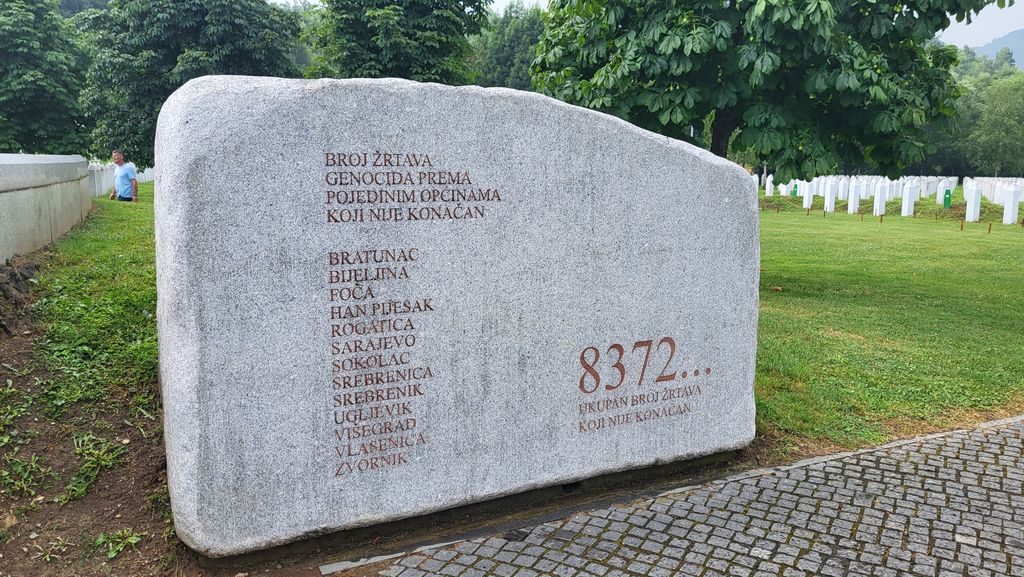 BROJ ŽRTAVA
GENOCIDA PREMA
POJEDINIM OPĆINAMA
KOJI NIJE KONAČAN
BRATUNAC
BIJELJINA
FOČA
HAN PIJESAK
ROGATICA
SARAJEVO
SOKOLAC
SREBRENICA
SREBRENIK
UGLJEVIK
VIŠEGRAD
VLASENICA
ZVORNIK
8372...
UKUPAN BROJ ŽRTAVA
KOJI NIJE KONAČAN